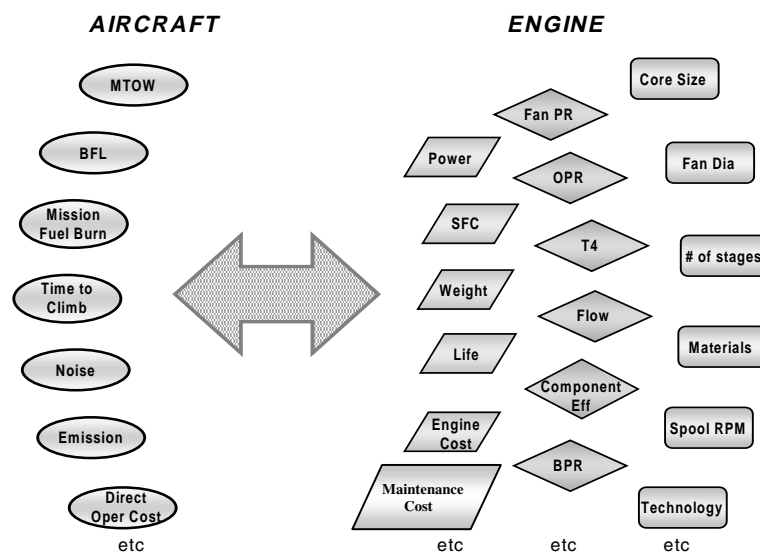 AIRCRAFT
MTOW
BFL
Mission
Fuel Burn
Time to
Climb
Noise
Emission
Direct
Oper Cost
etc
ENGINE
Power
SFC
Weight
Life
Engine
Cost
Maintenance
Cost
etc
Fan PR
OPR
T4
Flow
Component
Eff
BPR
etc
Core Size
Fan Dia
# of stages
Materials
Spool RPM
Technology
etc